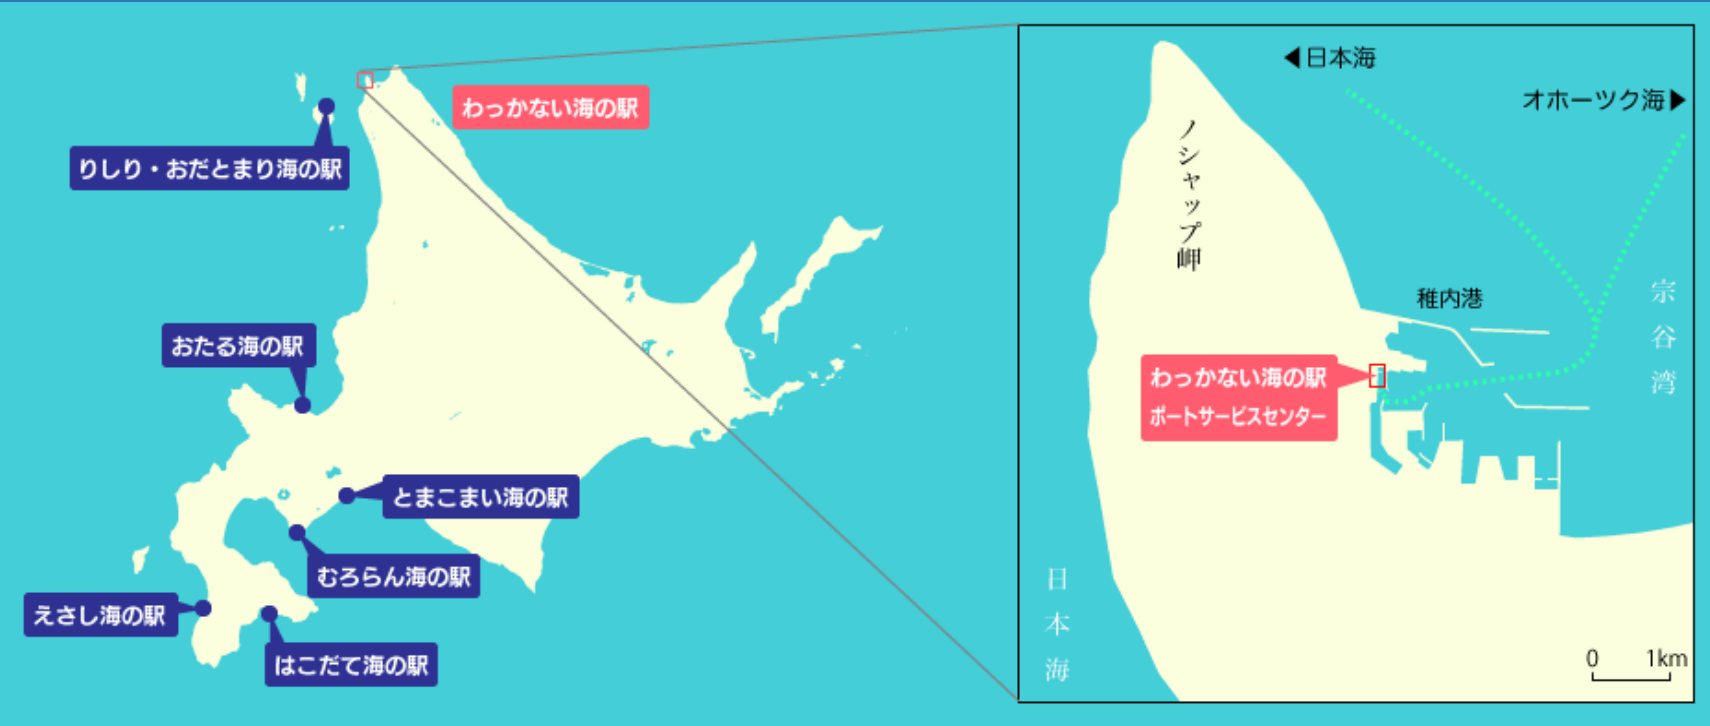 わっかない海の駅
りしり・おだとまり海の駅
おたる海の駅
とまこまい海の駅
むろらん海の駅
えさし海の駅
はこだて海の駅
◀日本海
オホーツク海▶
ノシャップ岬
稚内港
宗谷湾
わっかない海の駅
ポートサービスセンター
日本海
0 1km